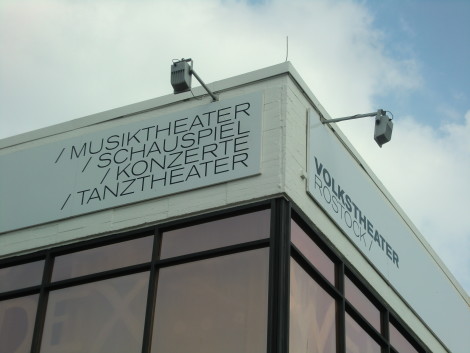 / MUSIKTHEATER
/ SCHAUSPIEL
/ KONZERTE
/ TANZTHEATER
VOLKSTHEATER
ROSTOCK /